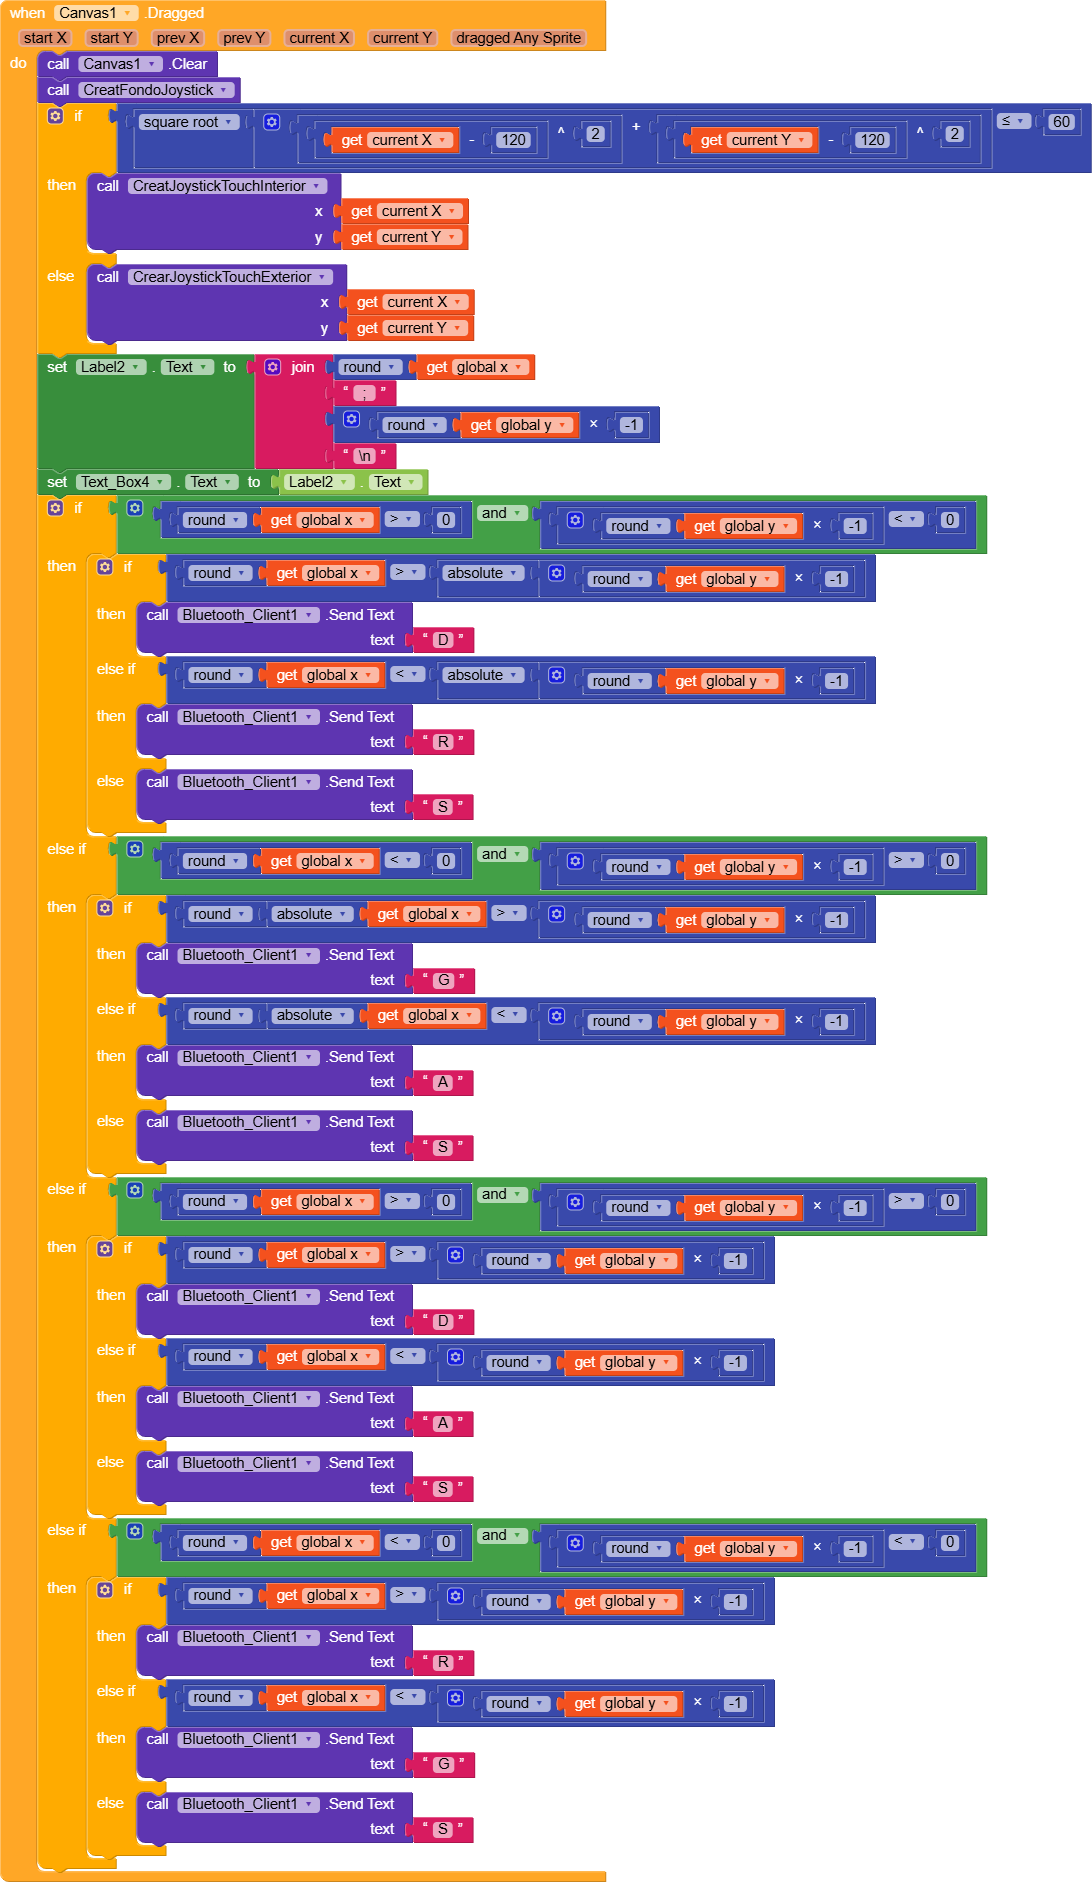 when Canvas1 .Dragged
start X start Y prev X prev Y current X current Y dragged Any Sprite
do call Canvas1 .Clear
call CreatFondoJoystick
if square root get current X - 120 ^ 2 + get current Y - 120 ^ 2 ≤ 60
then call CreatJoystickTouchInterior
x get current X
y get current Y
else call CrearJoystickTouchExterior
x get current X
y get current Y
set Label2 . Text to join round get global x
“ ; ”
round get global y × -1
“ \n ”
set Text_Box4 . Text to Label2 . Text
if round get global x > 0 and round get global y × -1 < 0
then if round get global x > absolute round get global y × -1
then call Bluetooth_Client1 .Send Text
text “ D ”
else if round get global x < absolute round get global y × -1
then call Bluetooth_Client1 .Send Text
text “ R ”
else call Bluetooth_Client1 .Send Text
text “ S ”
else if round get global x < 0 and round get global y × -1 > 0
then if round absolute get global x > round get global y × -1
then call Bluetooth_Client1 .Send Text
text “ G ”
else if round absolute get global x < round get global y × -1
then call Bluetooth_Client1 .Send Text
text “ A ”
else call Bluetooth_Client1 .Send Text
text “ S ”
else if round get global x > 0 and round get global y × -1 > 0
then if round get global x > round get global y × -1
then call Bluetooth_Client1 .Send Text
text “ D ”
else if round get global x < round get global y × -1
then call Bluetooth_Client1 .Send Text
text “ A ”
else call Bluetooth_Client1 .Send Text
text “ S ”
else if round get global x < 0 and round get global y × -1 < 0
then if round get global x > round get global y × -1
then call Bluetooth_Client1 .Send Text
text “ R ”
else if round get global x < round get global y × -1
then call Bluetooth_Client1 .Send Text
text “ G ”
else call Bluetooth_Client1 .Send Text
text “ S ”